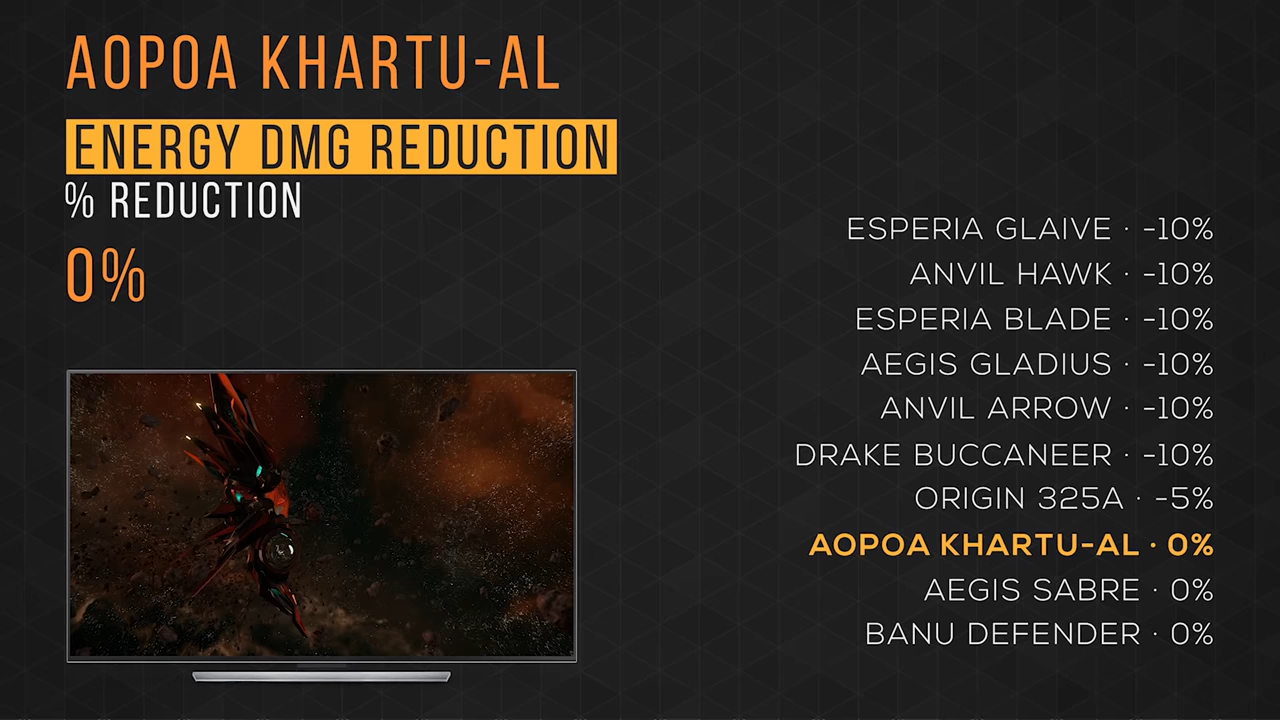 AOPOA KHARTU-AL
ENERGY DMG REDUCTION
% REDUCTION
0%
ESPERIA GLAIVE · -10%
ANVIL HAWK · -10%
ESPERIA BLADE · -10%
AEGIS GLADIUS · -10%
ANVIL ARROW · -10%
DRAKE BUCCANEER · -10%
ORIGIN 325A · -5%
AOPOA KHARTU-AL · 0%
AEGIS SABRE · 0%
BANU DEFENDER · 0%